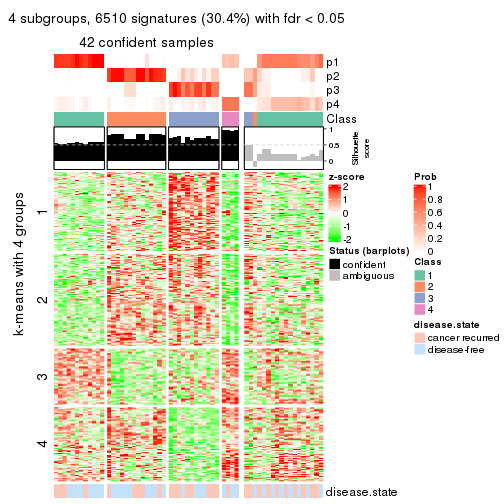 4 subgroups, 6510 signatures (30.4%) with fdr < 0.05
42 confident samples
p1
p2
p3
p4
Class
1
0.5
0
Silhouette
score
k-means with 4 groups
1
2
3
4
disease.state
z-score
2
1
0
-1
-2
Status (barplots)
confident
ambiguous
Prob
1
0.8
0.6
0.4
0.2
0
Class
1
2
3
4
disease.state
cancer recurred
disease-free